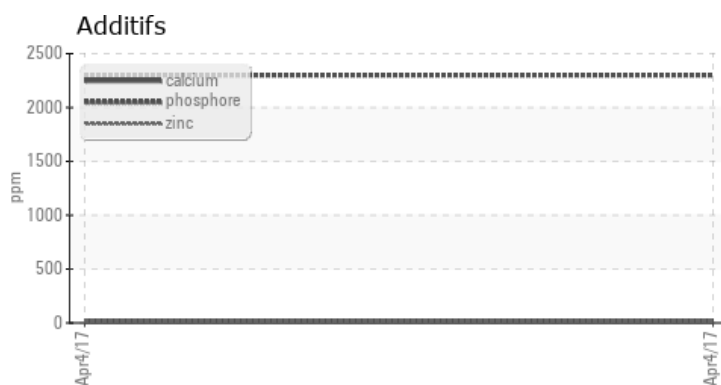 Additifs
2500
2000
1500
1000
500
0
ppm
calcium
phosphore
zinc
Apr4/17
Apr4/17